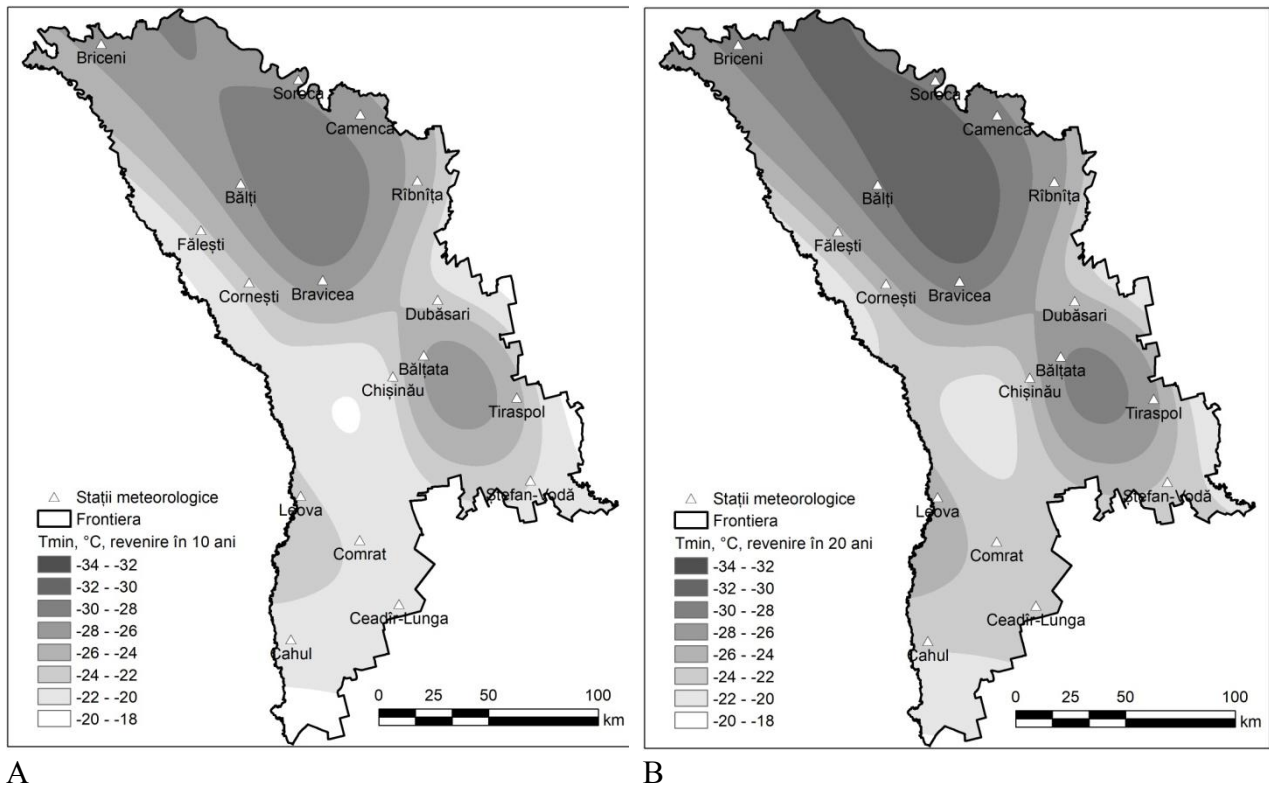 Briceni
Soroca
Camenca
Bălți
Rîbnîța
Fălești
Cornești
Bravicea
Dubăsari
Bălțata
Chișinău
Tiraspol
Ștefan-Vodă
Leova
Comrat
Ceadîr-Lunga
Cahul
Stații meteorologice
Frontiera
Tmin, °C, revenire în 10 ani
-34 - -32
-32 - -30
-30 - -28
-28 - -26
-26 - -24
-24 - -22
-22 - -20
-20 - -18
0 25 50 100
km
A
Briceni
Soroca
Camenca
Bălți
Rîbnîța
Fălești
Cornești
Bravicea
Dubăsari
Bălțata
Chișinău
Tiraspol
Ștefan-Vodă
Leova
Comrat
Ceadîr-Lunga
Cahul
Stații meteorologice
Frontiera
Tmin, °C, revenire în 20 ani
-34 - -32
-32 - -30
-30 - -28
-28 - -26
-26 - -24
-24 - -22
-22 - -20
-20 - -18
0 25 50 100
km
B